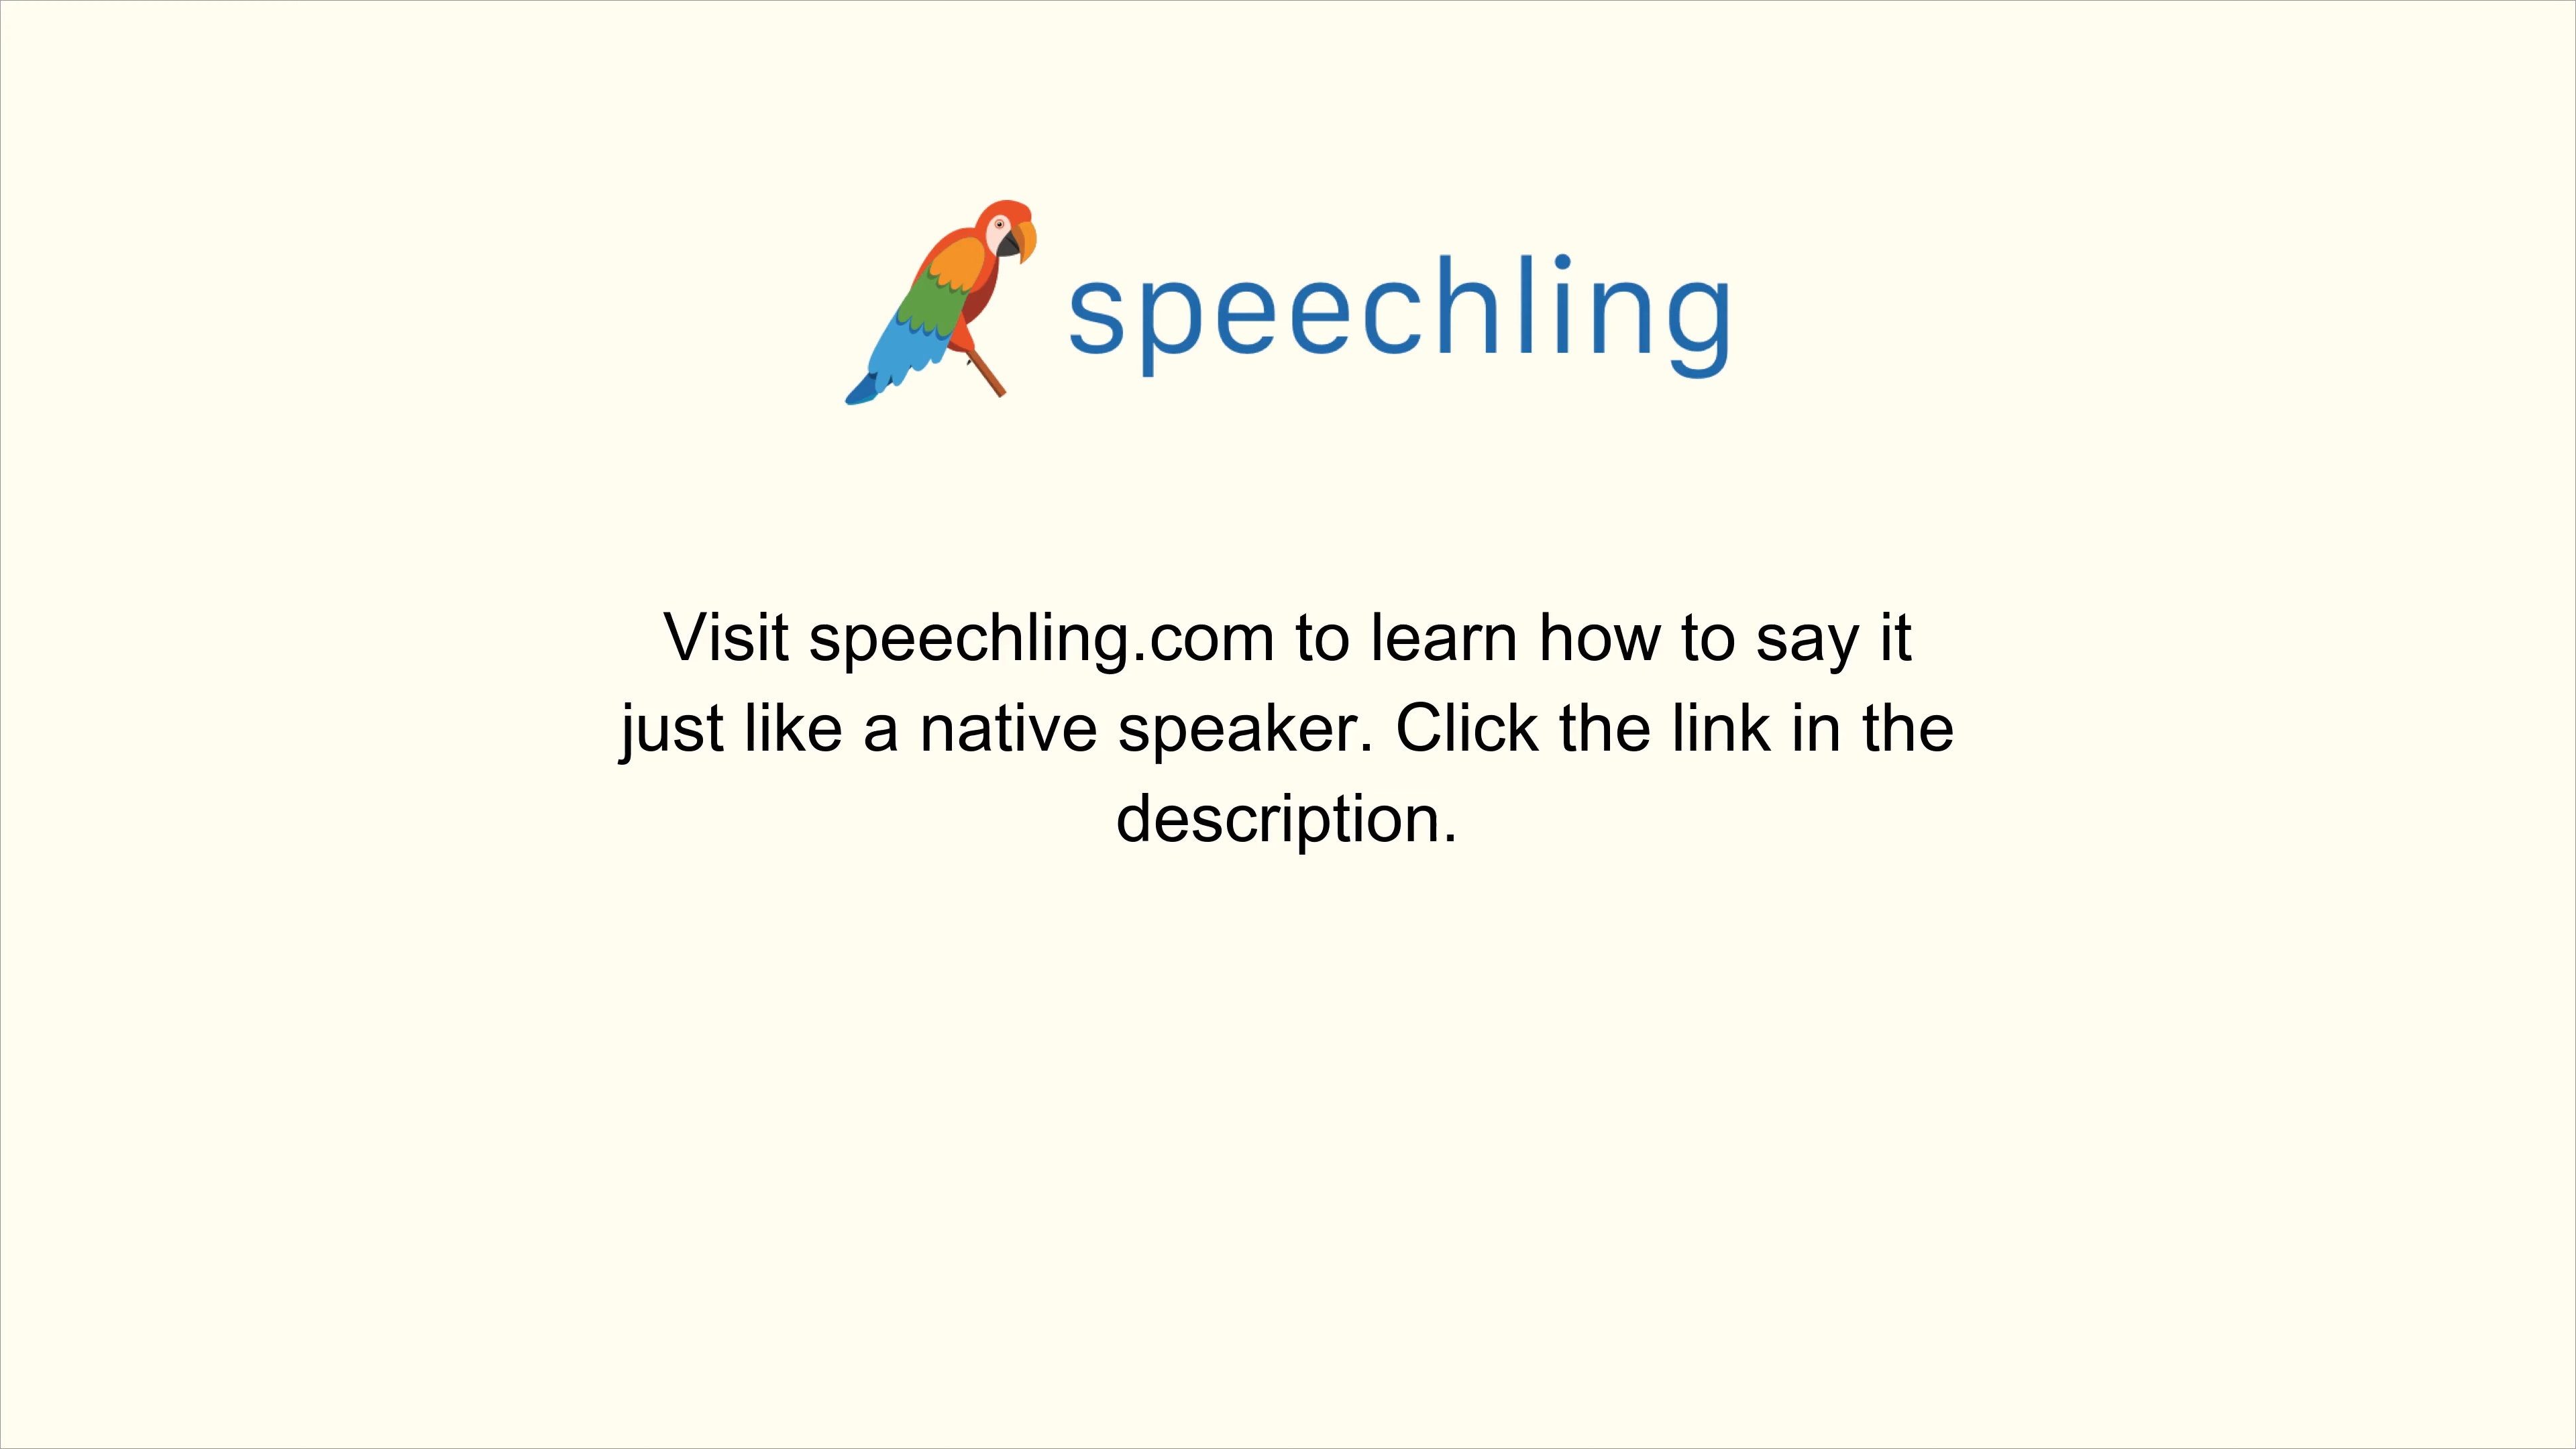 speechling
Visit speechling.com to learn how to say it
just like a native speaker. Click the link in the
description.